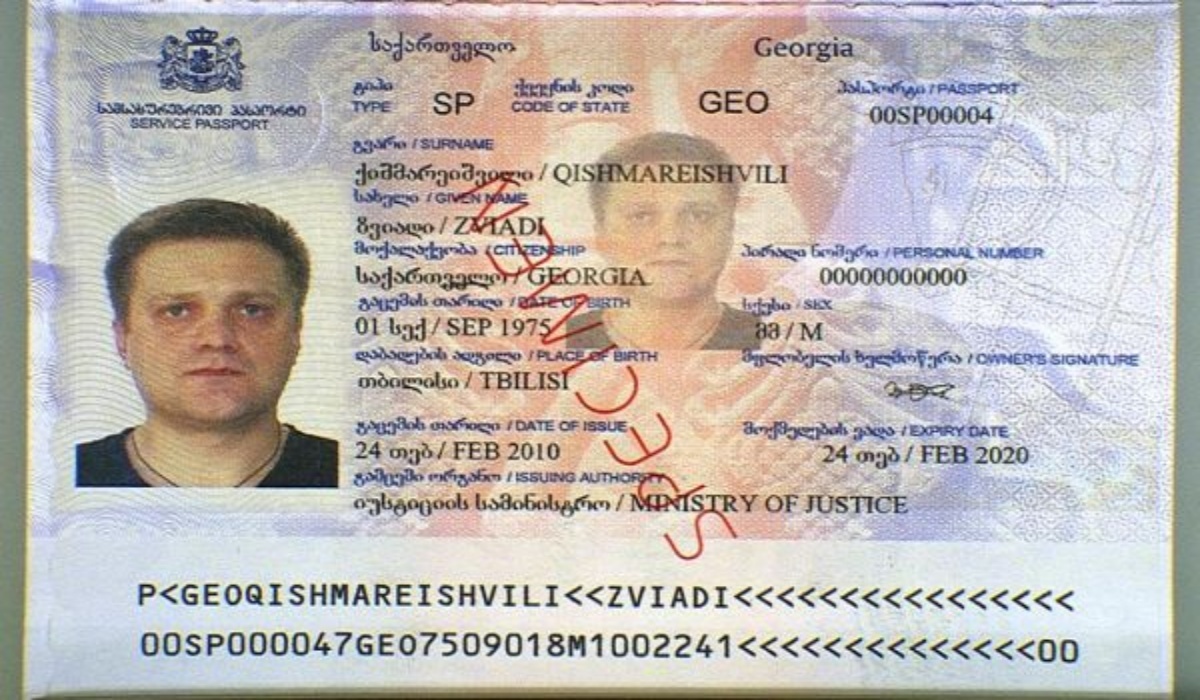 საქართველო Georgia
სამსახურებრივი პასპორტი
SERVICE PASSPORT
ტიპი ქვეყნის კოდი პასპორტი / PASSPORT
TYPE SP CODE OF STATE GEO 00SP00004
გვარი / SURNAME
ქიშმარეიშვილი / QISHMAREISHVILI
სახელი / GIVEN NAME
ზვიადი / ZVIADI
მოქალაქეობა / CITIZENSHIP პირადი ნომერი / PERSONAL NUMBER
საქართველო / GEORGIA 00000000000
გაცემის თარიღი / DATE OF BIRTH სქესი / SEX
01 სექ / SEP 1975 მმ / M
დაბადების ადგილი / PLACE OF BIRTH მფლობელის ხელმოწერა / OWNER'S SIGNATURE
თბილისი / TBILISI
გაცემის თარიღი / DATE OF ISSUE მოქმედების ვადა / EXPIRY DATE
24 თებ / FEB 2010 24 თებ / FEB 2020
გამცემი ორგანო / ISSUING AUTHORITY
იუსტიციის სამინისტრო / MINISTRY OF JUSTICE
SPECIMEN
P<GEOQISHMAREISHVILI<<ZVIADI<<<<<<<<<<<<<<<<
00SP000047GEO7509018M1002241<<<<<<<<<<<<<<00